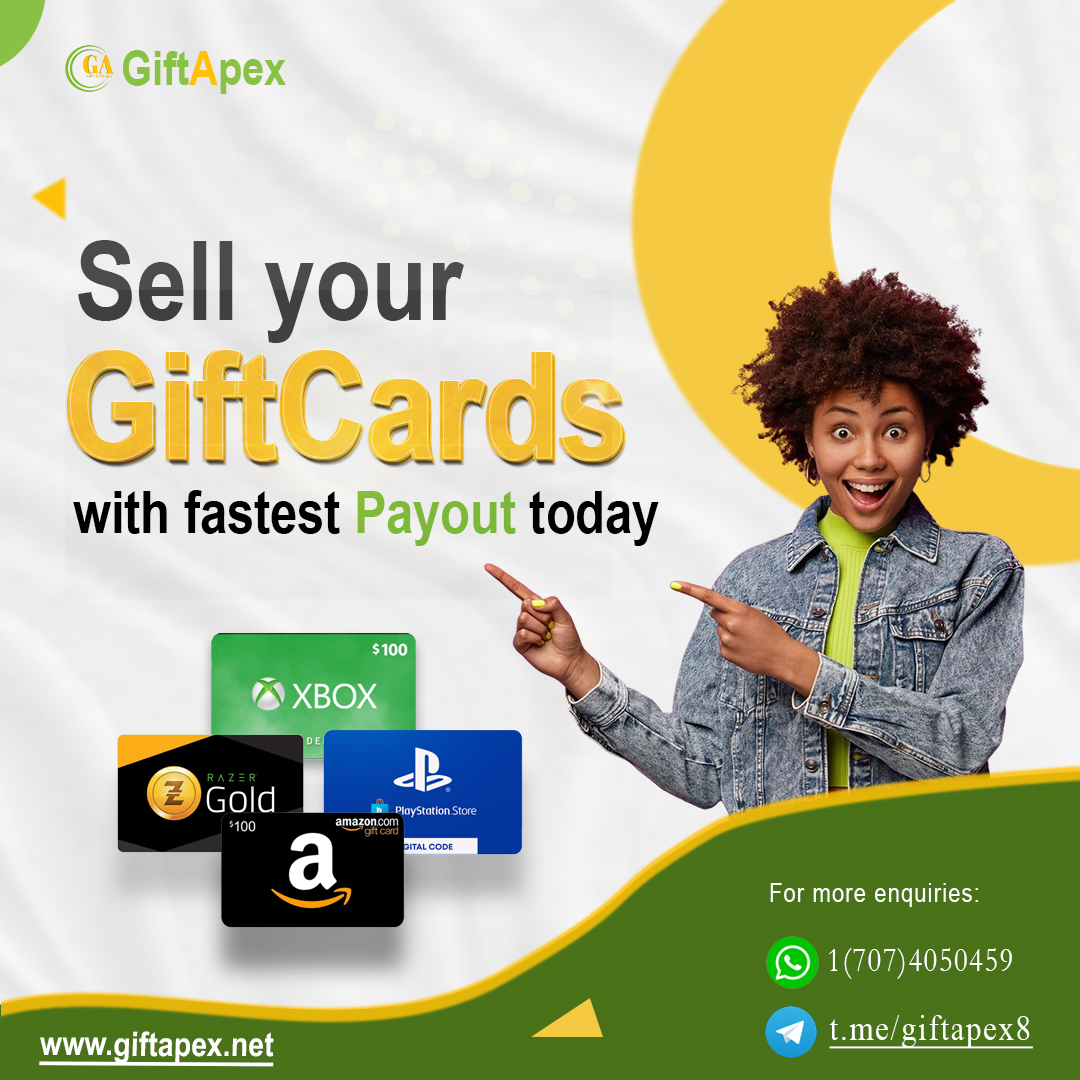 GA GiftApex
Sell your
GiftCards
with fastest Payout today
$100
XBOX
RAZER
Gold
PlayStation.Store
$100
amazon.com
gift card
a
GITAL CODE
For more enquiries:
1(707)4050459
t.me/giftapex8
www.giftapex.net